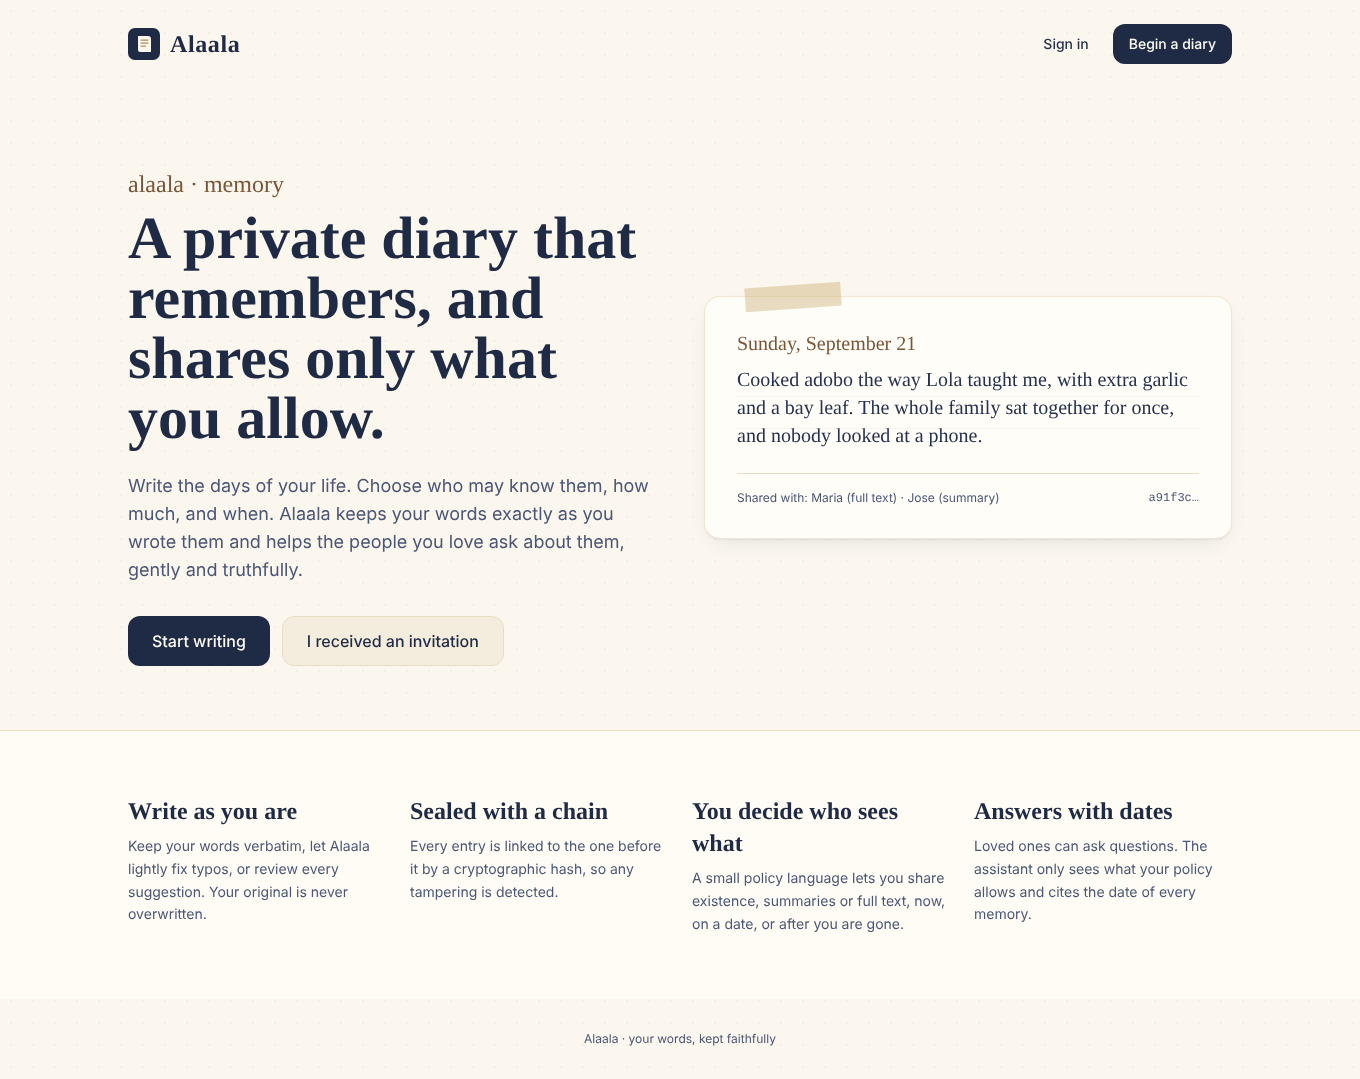 Alaala
Sign in
Begin a diary
alaala · memory
A private diary that
remembers, and
shares only what
you allow.
Write the days of your life. Choose who may know them, how
much, and when. Alaala keeps your words exactly as you
wrote them and helps the people you love ask about them,
gently and truthfully.
Start writing
I received an invitation
Sunday, September 21
Cooked adobo the way Lola taught me, with extra garlic
and a bay leaf. The whole family sat together for once,
and nobody looked at a phone.
Shared with: Maria (full text) · Jose (summary)
a91f3c…
Write as you are
Keep your words verbatim, let Alaala
lightly fix typos, or review every
suggestion. Your original is never
overwritten.
Sealed with a chain
Every entry is linked to the one before
it by a cryptographic hash, so any
tampering is detected.
You decide who sees
what
A small policy language lets you share
existence, summaries or full text, now,
on a date, or after you are gone.
Answers with dates
Loved ones can ask questions. The
assistant only sees what your policy
allows and cites the date of every
memory.
Alaala · your words, kept faithfully